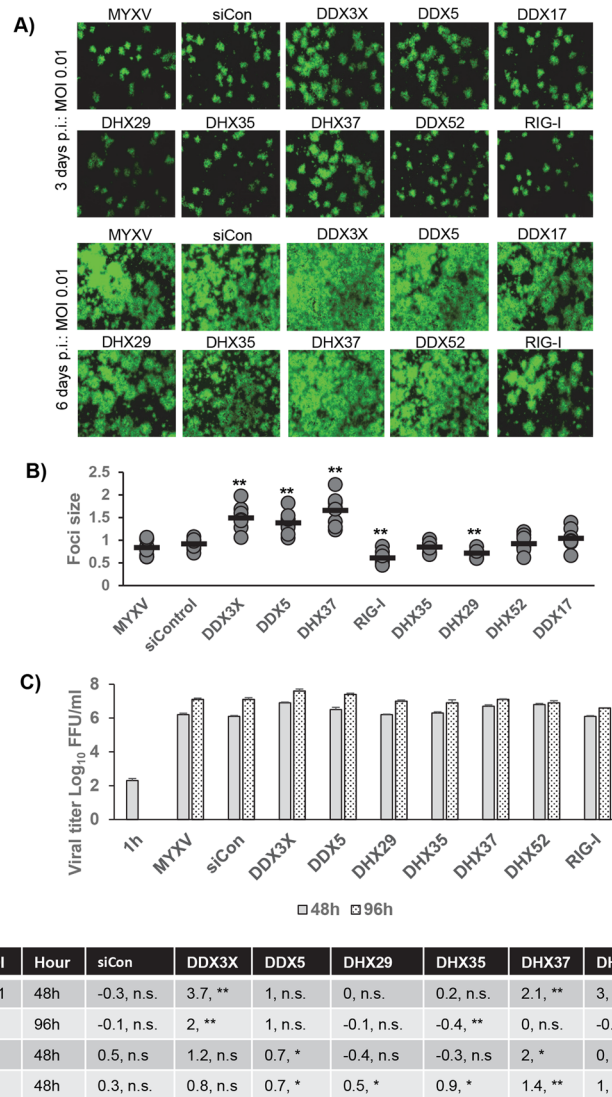 A)
MYXV siCon DDX3X DDX5 DDX17
3 days p.i.: MOI 0.01
DHX29 DHX35 DHX37 DDX52 RIG-I
MYXV siCon DDX3X DDX5 DDX17
6 days p.i.: MOI 0.01
DHX29 DHX35 DHX37 DDX52 RIG-I
B)
Foci size
2.5
2
1.5
1
0.5
0
** ** ** ** **
MYXV siControl DDX3X DDX5 DHX37 RIG-I DHX35 DHX29 DHX52 DDX17
C)
Viral titer Log10 FFU/ml
8
6
4
2
0
1h MYXV siCon DDX3X DDX5 DHX29 DHX35 DHX37 DHX52 RIG-I
48h 96h
I Hour siCon DDX3X DDX5 DHX29 DHX35 DHX37 DH
1 48h -0.3, n.s. 3.7, ** 1, n.s. 0, n.s. 0.2, n.s. 2.1, ** 3,
96h -0.1, n.s. 2, ** 1, n.s. -0.1, n.s. -0.4, ** 0, n.s. -0.
48h 0.5, n.s 1.2, n.s 0.7, * -0.4, n.s -0.3, n.s 2, * 0,
48h 0.3, n.s. 0.8, n.s 0.7, * 0.5, * 0.9, * 1.4, ** 1,